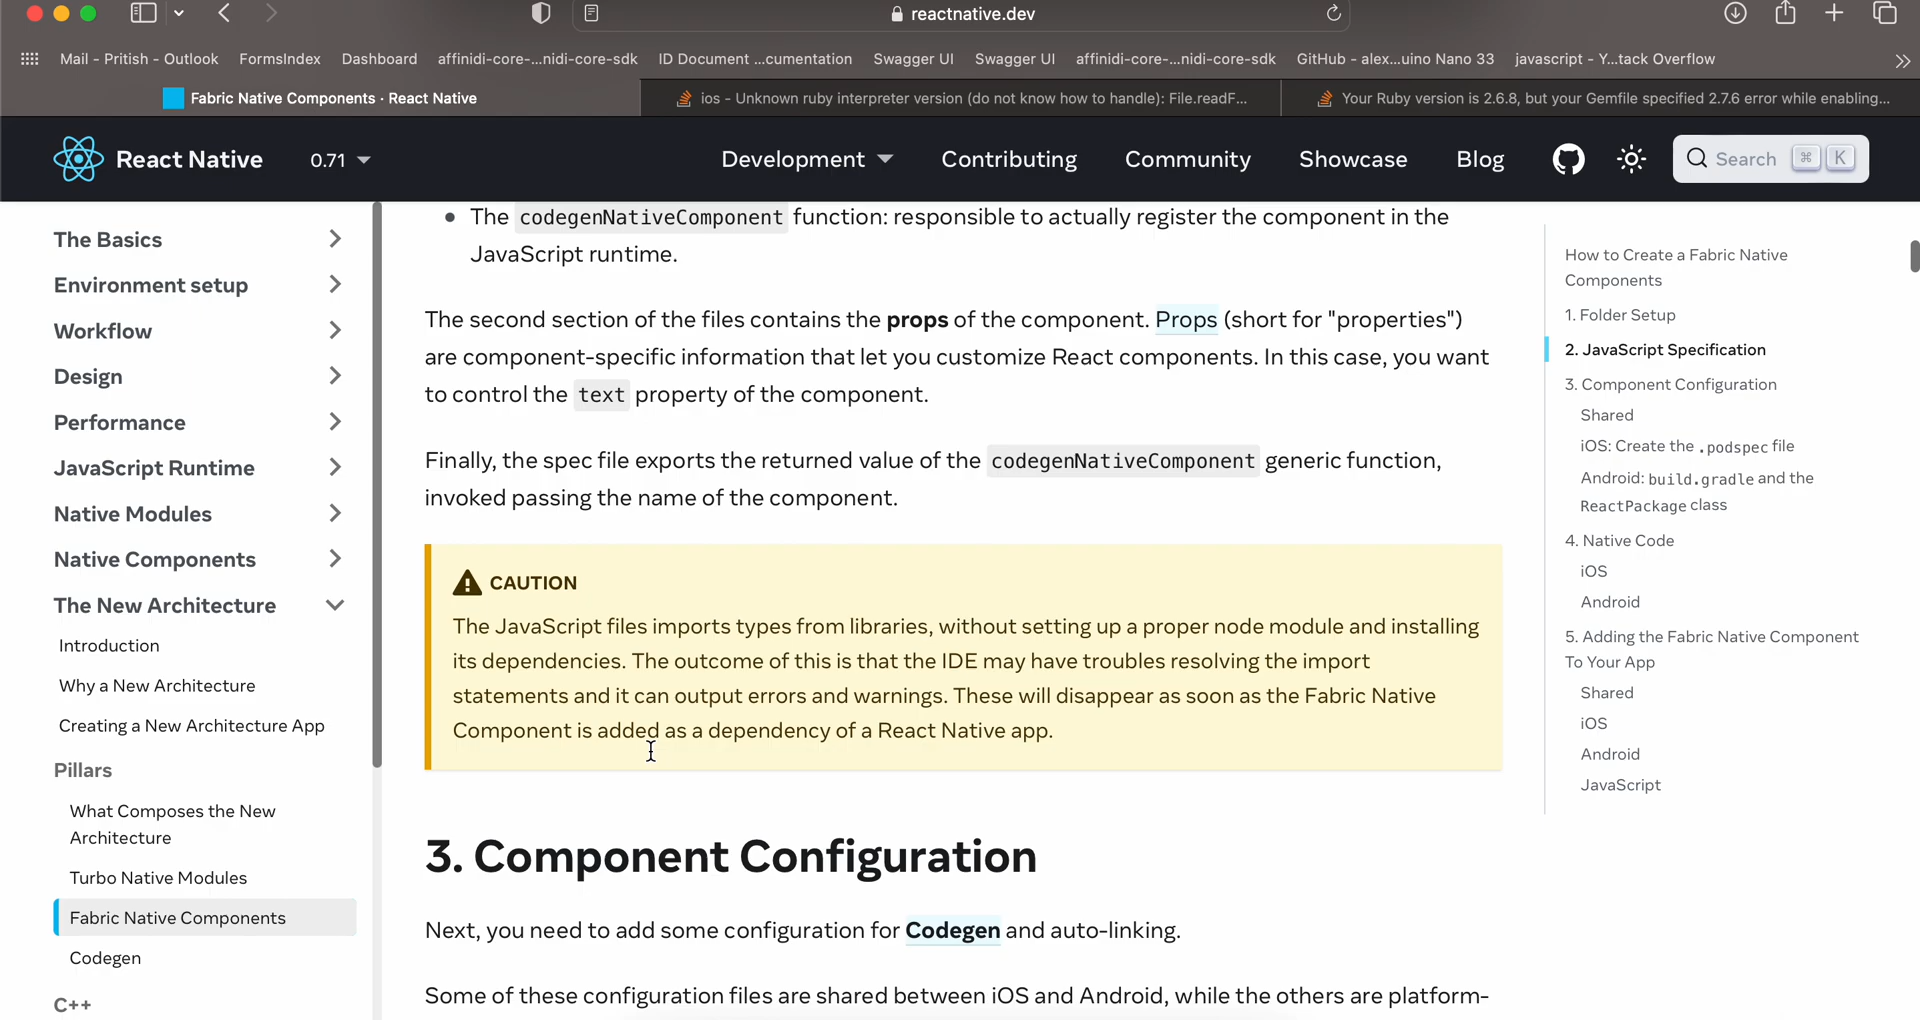 reactnative.dev
Mail - Pritish - Outlook
FormsIndex
Dashboard
affinidi-core-...nidi-core-sdk
ID Document ...cumentation
Swagger UI
Swagger UI
affinidi-core-...nidi-core-sdk
GitHub - alex...uino Nano 33
javascript - Y...tack Overflow
Fabric Native Components · React Native
ios - Unknown ruby interpreter version (do not know how to handle): File.readF...
Your Ruby version is 2.6.8, but your Gemfile specified 2.7.6 error while enabling...
React Native
0.71
Development
Contributing
Community
Showcase
Blog
Search ⌘ K
The Basics
Environment setup
Workflow
Design
Performance
JavaScript Runtime
Native Modules
Native Components
The New Architecture
Introduction
Why a New Architecture
Creating a New Architecture App
Pillars
What Composes the New
Architecture
Turbo Native Modules
Fabric Native Components
Codegen
C++
• The codegenNativeComponent function: responsible to actually register the component in the
JavaScript runtime.
The second section of the files contains the props of the component. Props (short for "properties")
are component-specific information that let you customize React components. In this case, you want
to control the text property of the component.
Finally, the spec file exports the returned value of the codegenNativeComponent generic function,
invoked passing the name of the component.
CAUTION
The JavaScript files imports types from libraries, without setting up a proper node module and installing
its dependencies. The outcome of this is that the IDE may have troubles resolving the import
statements and it can output errors and warnings. These will disappear as soon as the Fabric Native
Component is added as a dependency of a React Native app.
3. Component Configuration
Next, you need to add some configuration for Codegen and auto-linking.
Some of these configuration files are shared between iOS and Android, while the others are platform-
How to Create a Fabric Native
Components
1. Folder Setup
2. JavaScript Specification
3. Component Configuration
Shared
iOS: Create the .podspec file
Android: build.gradle and the
ReactPackage class
4. Native Code
iOS
Android
5. Adding the Fabric Native Component
To Your App
Shared
iOS
Android
JavaScript